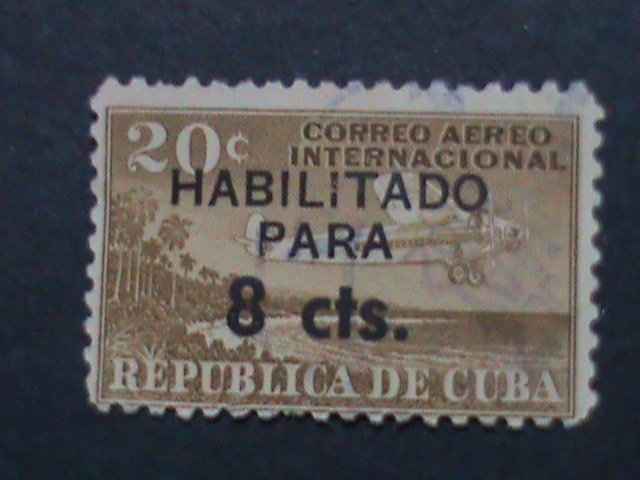 20¢ CORREO AEREO
INTERNACIONAL
HABILITADO
PARA
8 cts.
REPUBLICA DE CUBA